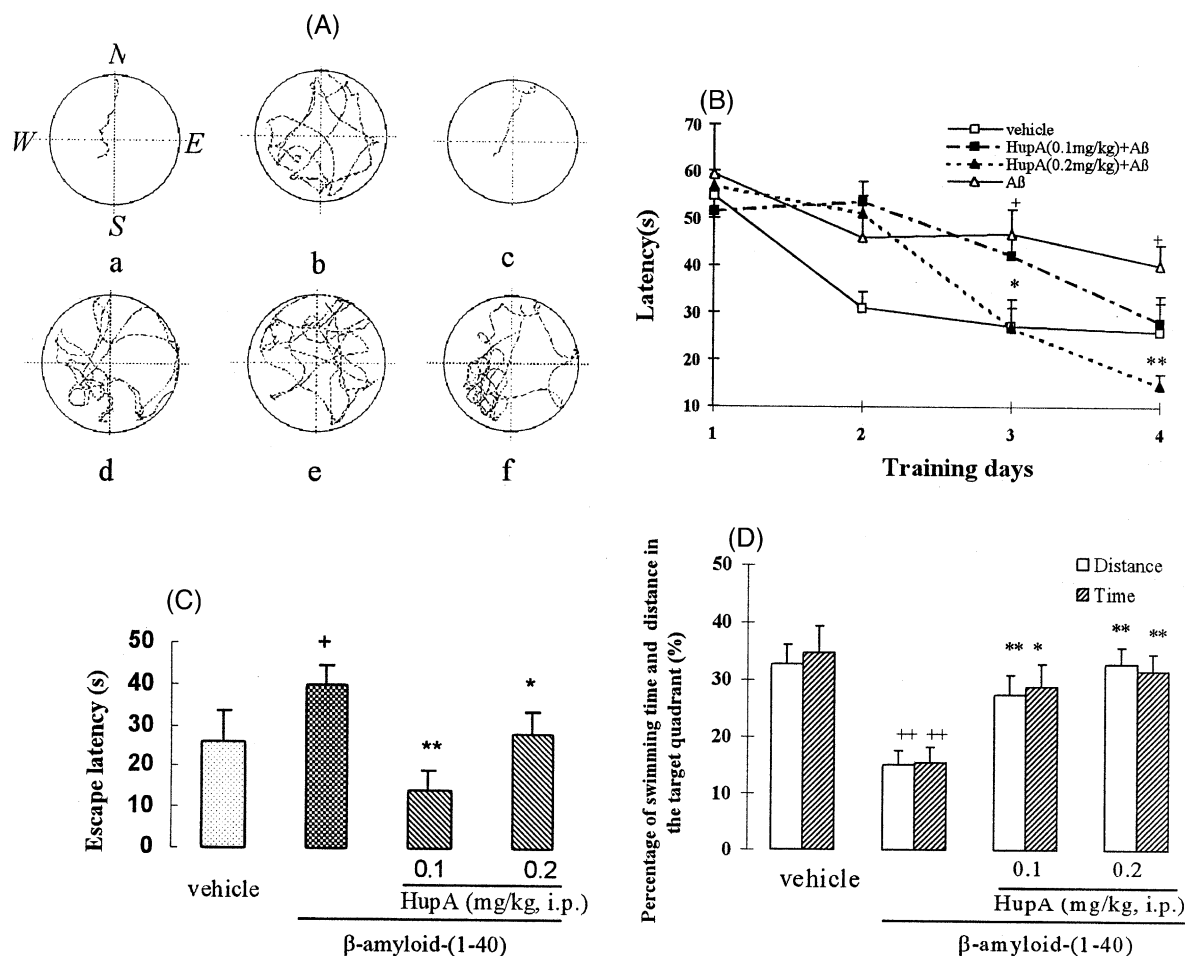 (A)
N
W
E
S
a
b
c
d
e
f
(B)
vehicle
HupA(0.1mg/kg)+Aß
HupA(0.2mg/kg)+Aß
Aß
70
60
50
40
30
20
10
Latency(s)
+
+
*
**
1
2
3
4
Training days
(C)
Escape latency (s)
50
40
30
20
10
0
+
**
*
vehicle
0.1
0.2
HupA (mg/kg, i.p.)
β-amyloid-(1-40)
(D)
Percentage of swimming time and distance in
the target quadrant (%)
50
40
30
20
10
0
Distance
Time
++
++
**
*
**
**
vehicle
0.1
0.2
HupA (mg/kg, i.p.)
β-amyloid-(1-40)